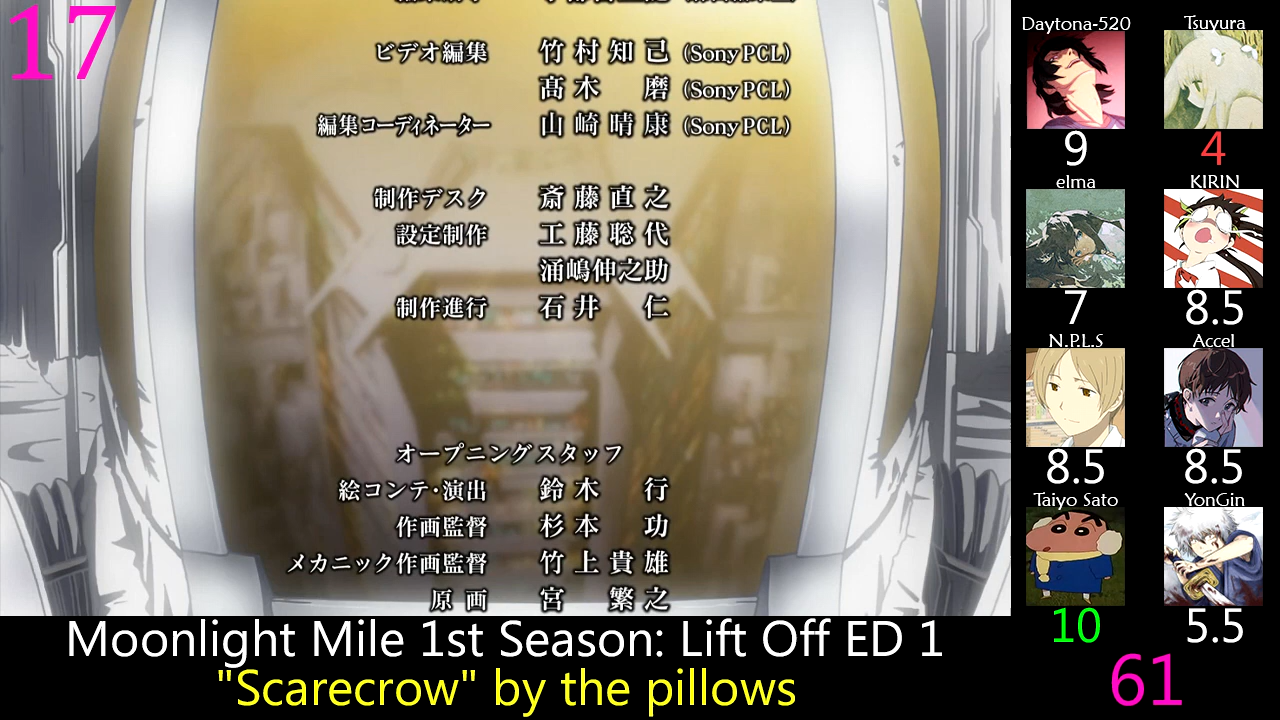 17
ビデオ編集 竹村知己 (Sony PCL)
髙木 磨 (Sony PCL)
編集コーディネーター 山崎晴康 (Sony PCL)
制作デスク 斎藤直之
設定制作 工藤聡代
涌嶋伸之助
制作進行 石井 仁
オープニングスタッフ
絵コンテ・演出 鈴木 行
作画監督 杉本 功
メカニック作画監督 竹上貴雄
原画 宮 繁之
Moonlight Mile 1st Season: Lift Off ED 1
"Scarecrow" by the pillows
Daytona-520 Tsuyura
9 4
elma KIRIN
7 8.5
N.P.L.S Accel
8.5 8.5
Taiyo Sato YonGin
10 5.5
61